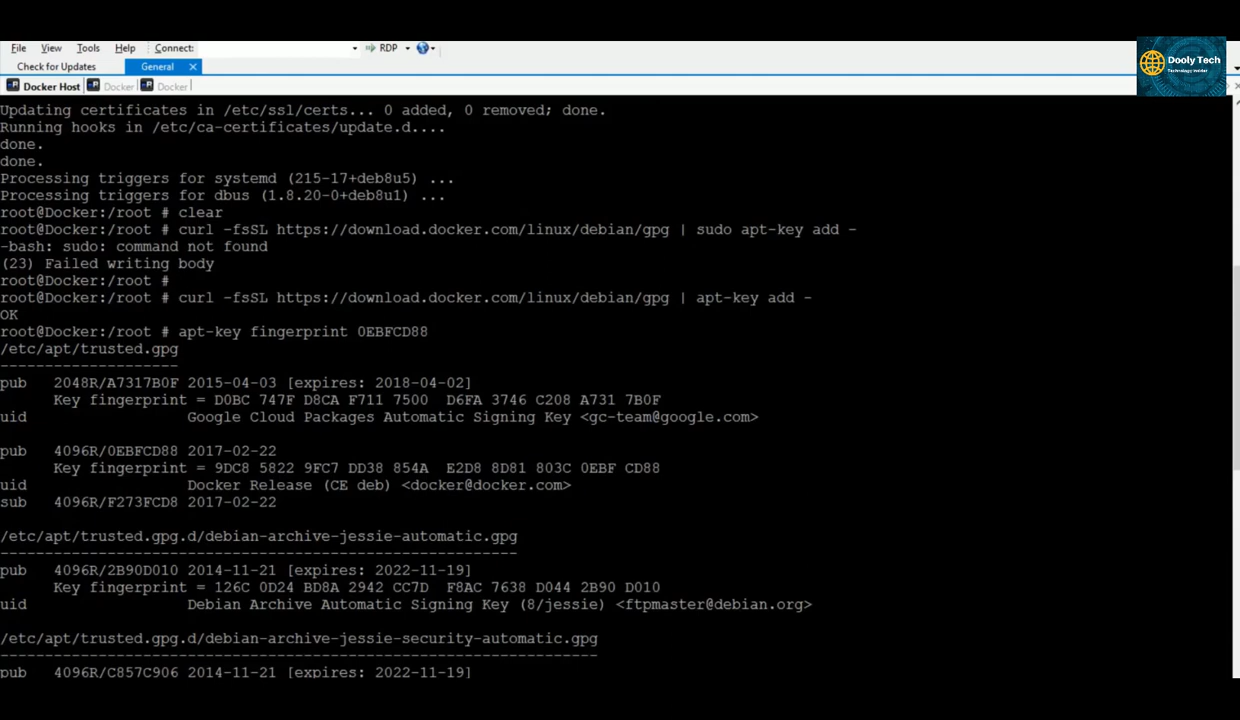 File View Tools Help Connect: RDP
Dooly Tech
Technology Insider
Check for Updates General
Docker Host Docker Docker
Updating certificates in /etc/ssl/certs... 0 added, 0 removed; done.
Running hooks in /etc/ca-certificates/update.d....
done.
done.
Processing triggers for systemd (215-17+deb8u5) ...
Processing triggers for dbus (1.8.20-0+deb8u1) ...
root@Docker:/root # clear
root@Docker:/root # curl -fsSL https://download.docker.com/linux/debian/gpg | sudo apt-key add -
-bash: sudo: command not found
(23) Failed writing body
root@Docker:/root #
root@Docker:/root # curl -fsSL https://download.docker.com/linux/debian/gpg | apt-key add -
OK
root@Docker:/root # apt-key fingerprint 0EBFCD88
/etc/apt/trusted.gpg
--------------------
pub 2048R/A7317B0F 2015-04-03 [expires: 2018-04-02]
Key fingerprint = D0BC 747F D8CA F711 7500 D6FA 3746 C208 A731 7B0F
uid Google Cloud Packages Automatic Signing Key <gc-team@google.com>
pub 4096R/0EBFCD88 2017-02-22
Key fingerprint = 9DC8 5822 9FC7 DD38 854A E2D8 8D81 803C 0EBF CD88
uid Docker Release (CE deb) <docker@docker.com>
sub 4096R/F273FCD8 2017-02-22
/etc/apt/trusted.gpg.d/debian-archive-jessie-automatic.gpg
----------------------------------------------------------
pub 4096R/2B90D010 2014-11-21 [expires: 2022-11-19]
Key fingerprint = 126C 0D24 BD8A 2942 CC7D F8AC 7638 D044 2B90 D010
uid Debian Archive Automatic Signing Key (8/jessie) <ftpmaster@debian.org>
/etc/apt/trusted.gpg.d/debian-archive-jessie-security-automatic.gpg
-------------------------------------------------------------------
pub 4096R/C857C906 2014-11-21 [expires: 2022-11-19]